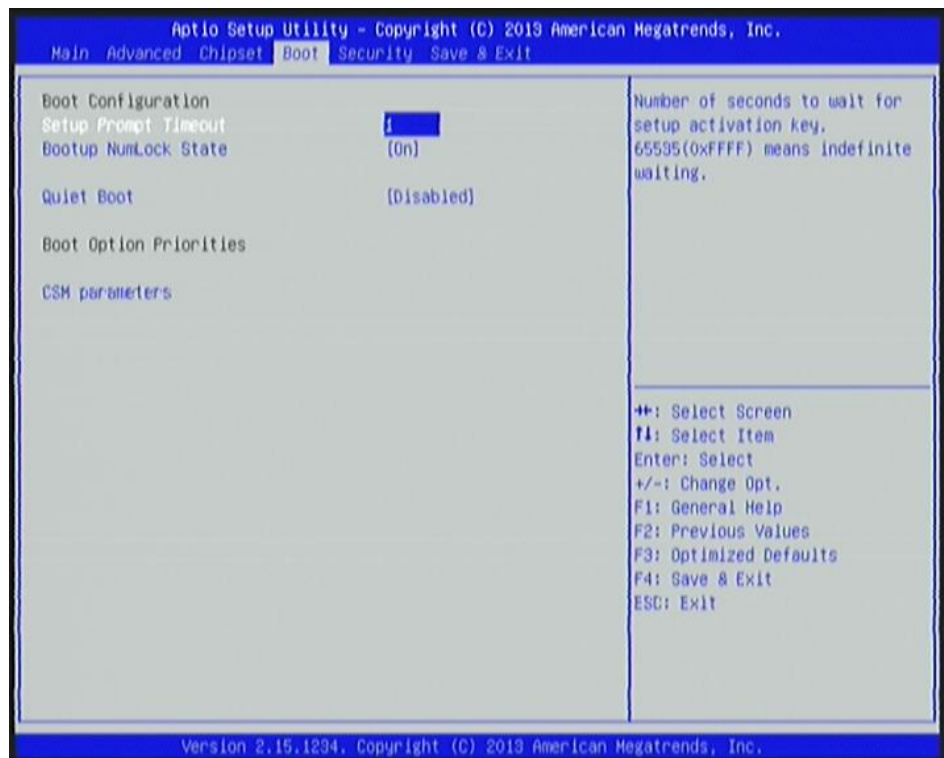 Aptio Setup Utility - Copyright (C) 2013 American Megatrends, Inc.
Main Advanced Chipset Boot Security Save & Exit
Boot Configuration
Setup Prompt Timeout 1
Bootup NumLock State [On]
Quiet Boot [Disabled]
Boot Option Priorities
CSM parameters
Number of seconds to wait for
setup activation key.
65535(0xFFFF) means indefinite
waiting.
→←: Select Screen
↑↓: Select Item
Enter: Select
+/-: Change Opt.
F1: General Help
F2: Previous Values
F3: Optimized Defaults
F4: Save & Exit
ESC: Exit
Version 2.15.1234. Copyright (C) 2013 American Megatrends, Inc.